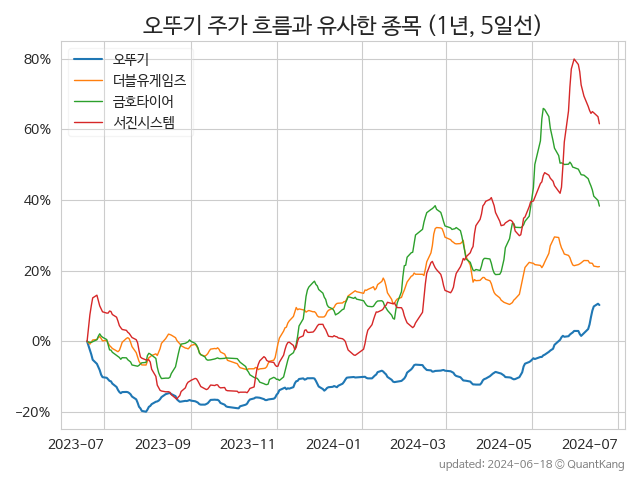 오뚜기 주가 흐름과 유사한 종목 (1년, 5일선)
오뚜기
더블유게임즈
금호타이어
서진시스템
80%
60%
40%
20%
0%
−20%
2023-07
2023-09
2023-11
2024-01
2024-03
2024-05
2024-07
updated: 2024-06-18 © QuantKang